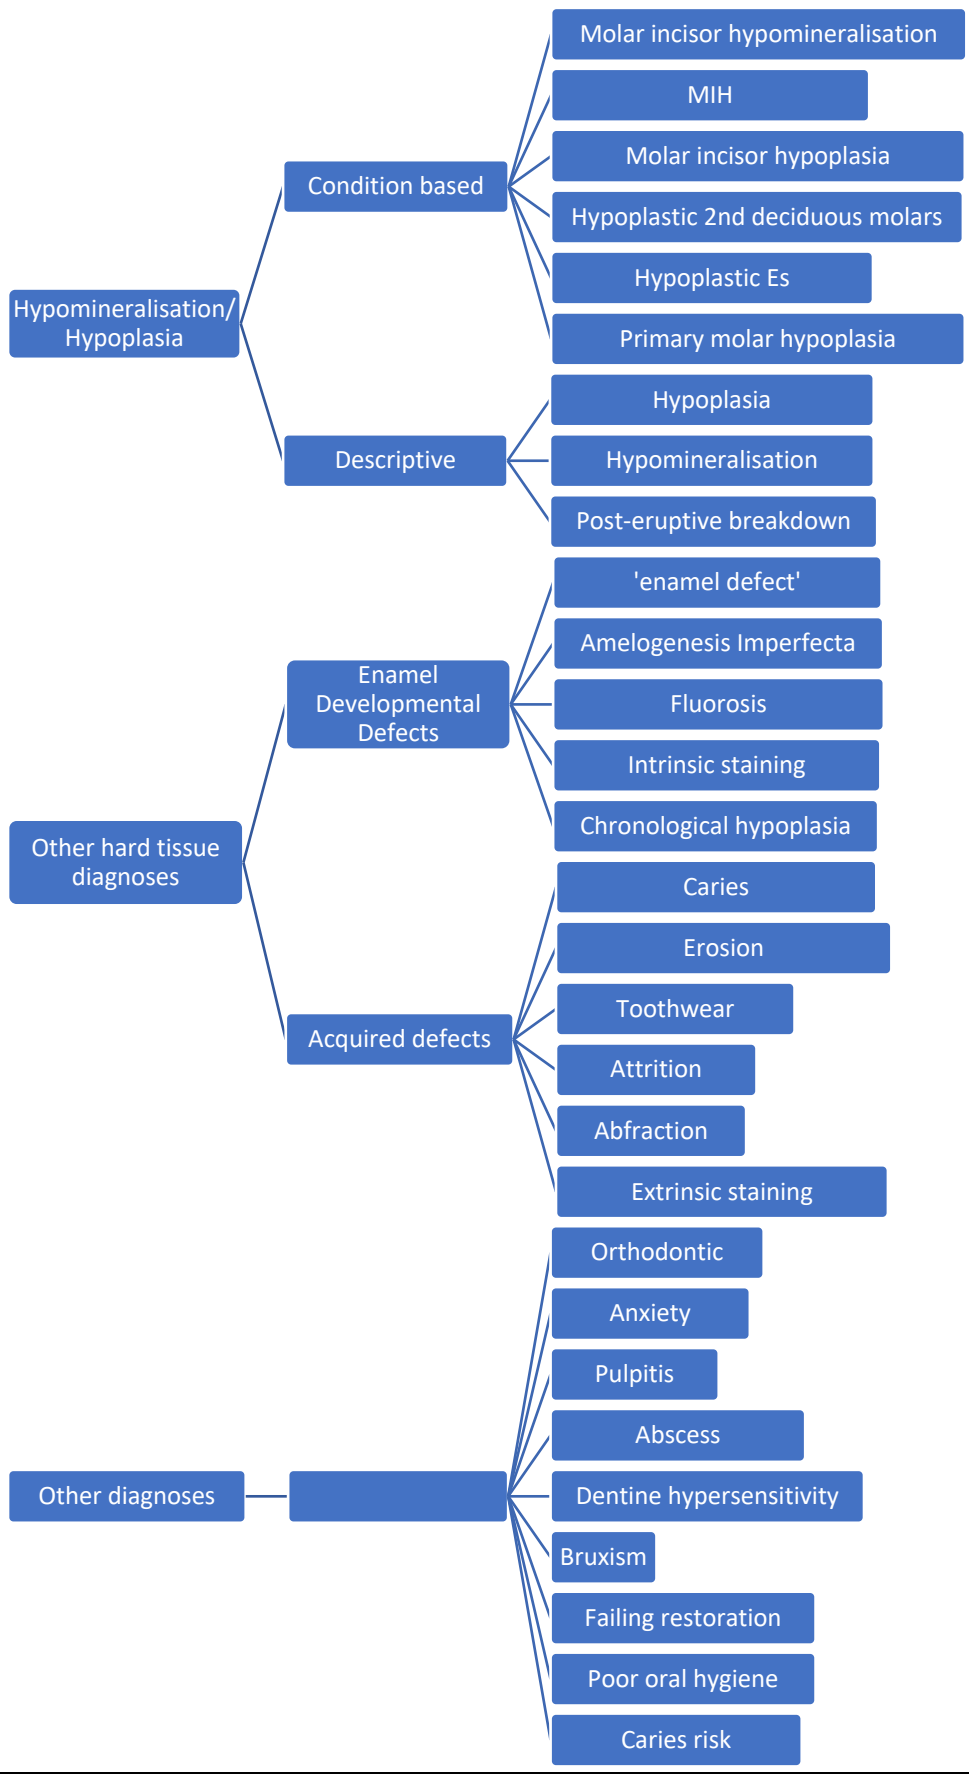 Molar incisor hypomineralisation
MIH
Molar incisor hypoplasia
Condition based
Hypoplastic 2nd deciduous molars
Hypoplastic Es
Hypomineralisation/
Hypoplasia
Primary molar hypoplasia
Hypoplasia
Descriptive
Hypomineralisation
Post-eruptive breakdown
'enamel defect'
Amelogenesis Imperfecta
Enamel
Developmental
Defects
Fluorosis
Intrinsic staining
Chronological hypoplasia
Other hard tissue
diagnoses
Caries
Erosion
Toothwear
Acquired defects
Attrition
Abfraction
Extrinsic staining
Orthodontic
Anxiety
Pulpitis
Abscess
Other diagnoses
Dentine hypersensitivity
Bruxism
Failing restoration
Poor oral hygiene
Caries risk